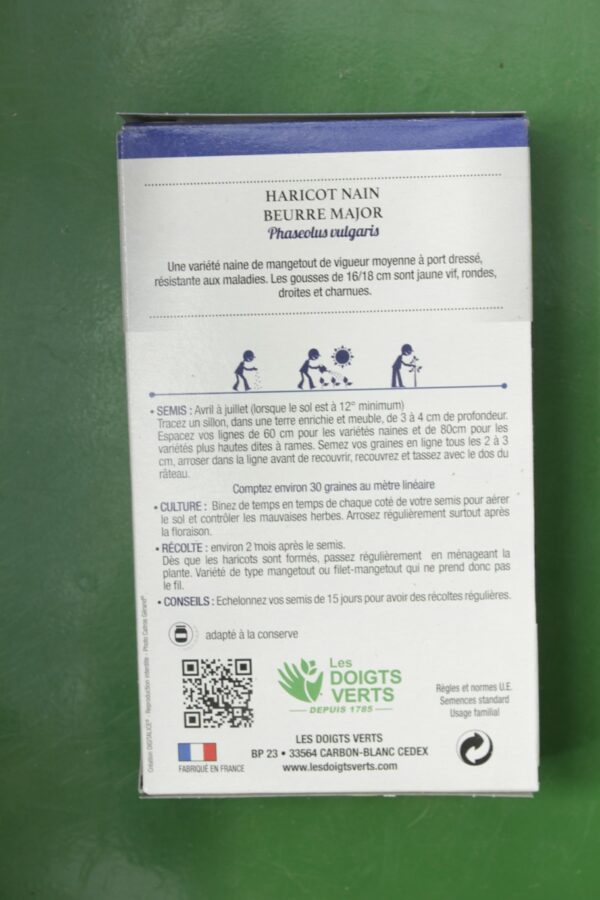 HARICOT NAIN
BEURRE MAJOR
Phaseolus vulgaris
Une variété naine de mangetout de vigueur moyenne à port dressé,
résistante aux maladies. Les gousses de 16/18 cm sont jaune vif, rondes,
droites et charnues.
• SEMIS : Avril à juillet (lorsque le sol est à 12° minimum)
Tracez un sillon, dans une terre enrichie et meuble, de 3 à 4 cm de profondeur.
Espacez vos lignes de 60 cm pour les variétés naines et de 80cm pour les
variétés plus hautes dites à rames. Semez vos graines en ligne tous les 2 à 3
cm, arroser dans la ligne avant de recouvrir, recouvrez et tassez avec le dos du
râteau.
Comptez environ 30 graines au mètre linéaire
• CULTURE : Binez de temps en temps de chaque coté de votre semis pour aérer
le sol et contrôler les mauvaises herbes. Arrosez régulièrement surtout après
la floraison.
• RÉCOLTE : environ 2 mois après le semis.
Dès que les haricots sont formés, passez régulièrement en ménageant la
plante. Variété de type mangetout ou filet-mangetout qui ne prend donc pas
le fil.
• CONSEILS : Echelonnez vos semis de 15 jours pour avoir des récoltes régulières.
adapté à la conserve
Les
DOIGTS
VERTS
DEPUIS 1785
Règles et normes U.E.
Semences standard
Usage familial
LES DOIGTS VERTS
BP 23 • 33564 CARBON-BLANC CEDEX
www.lesdoigtsverts.com
FABRIQUÉ EN FRANCE
Création DIGITALICE® - Reproduction interdite - Photo Catros Gérand®